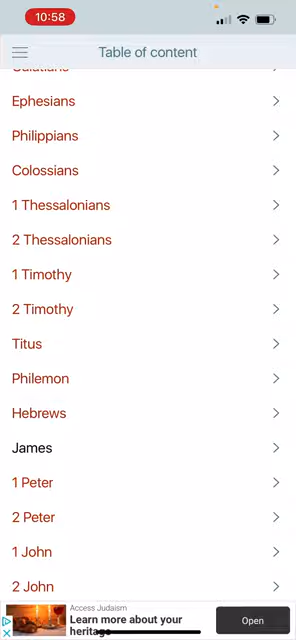 10:58
Table of content
Galatians
Ephesians
Philippians
Colossians
1 Thessalonians
2 Thessalonians
1 Timothy
2 Timothy
Titus
Philemon
Hebrews
James
1 Peter
2 Peter
1 John
2 John
Access Judaism
Learn more about your
heritage
Open